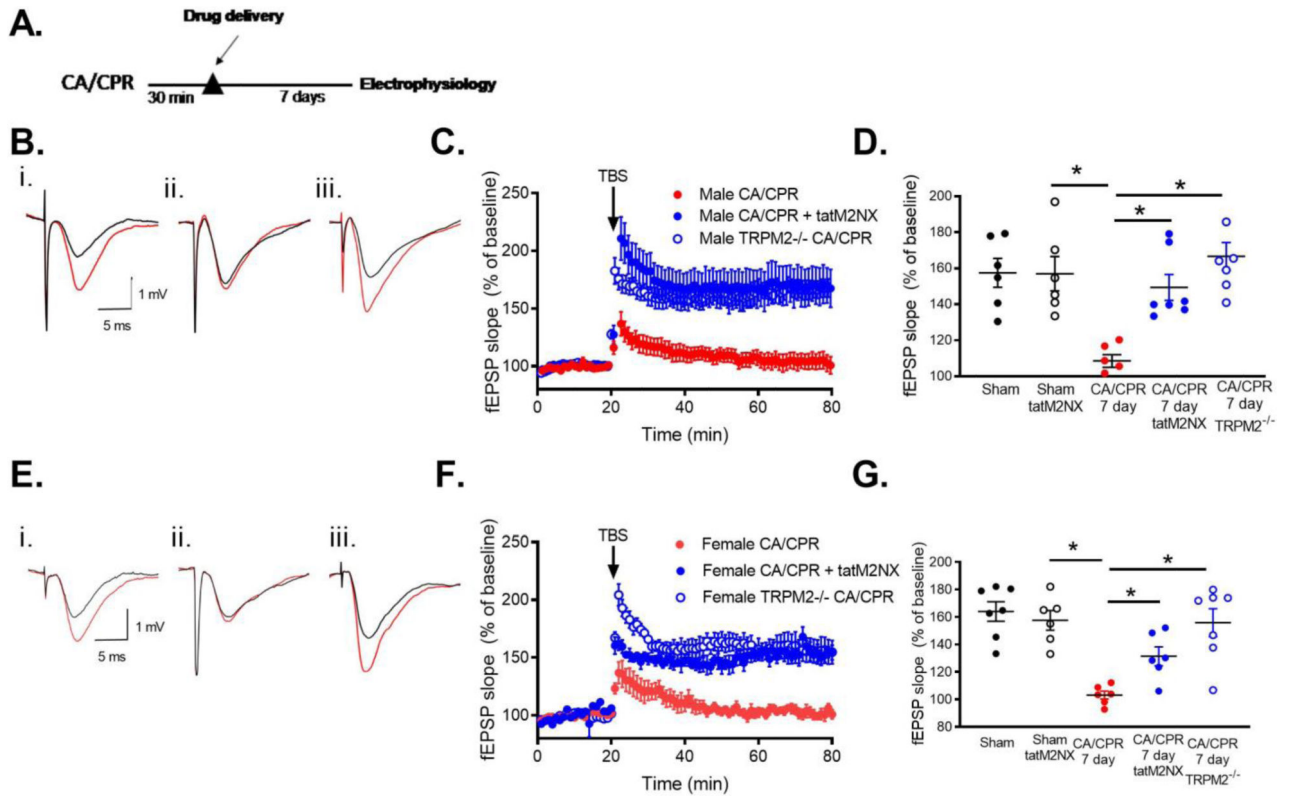 A.
Drug delivery
CA/CPR
30 min
7 days
Electrophysiology
B.
i.
ii.
iii.
1 mV
5 ms
C.
TBS
Male CA/CPR
Male CA/CPR + tatM2NX
Male TRPM2-/- CA/CPR
fEPSP slope (% of baseline)
250
200
150
100
0
20
40
60
80
Time (min)
D.
*
*
*
fEPSP slope (% of baseline)
200
180
160
140
120
100
Sham
Sham
tatM2NX
CA/CPR
7 day
CA/CPR
7 day
tatM2NX
CA/CPR
7 day
TRPM2-/-
E.
i.
ii.
iii.
1 mV
5 ms
F.
TBS
Female CA/CPR
Female CA/CPR + tatM2NX
Female TRPM2-/- CA/CPR
fEPSP slope (% of baseline)
250
200
150
100
0
20
40
60
80
Time (min)
G.
*
*
*
fEPSP slope (% of baseline)
200
180
160
140
120
100
80
Sham
Sham
tatM2NX
CA/CPR
7 day
CA/CPR
7 day
tatM2NX
CA/CPR
7 day
TRPM2-/-